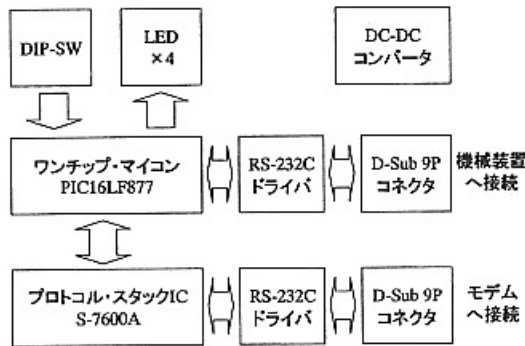 DIP-SW
LED
×4
DC-DC
コンバータ
ワンチップ・マイコン
PIC16LF877
RS-232C
ドライバ
D-Sub 9P
コネクタ
機械装置
へ接続
プロトコル・スタックIC
S-7600A
RS-232C
ドライバ
D-Sub 9P
コネクタ
モデム
へ接続